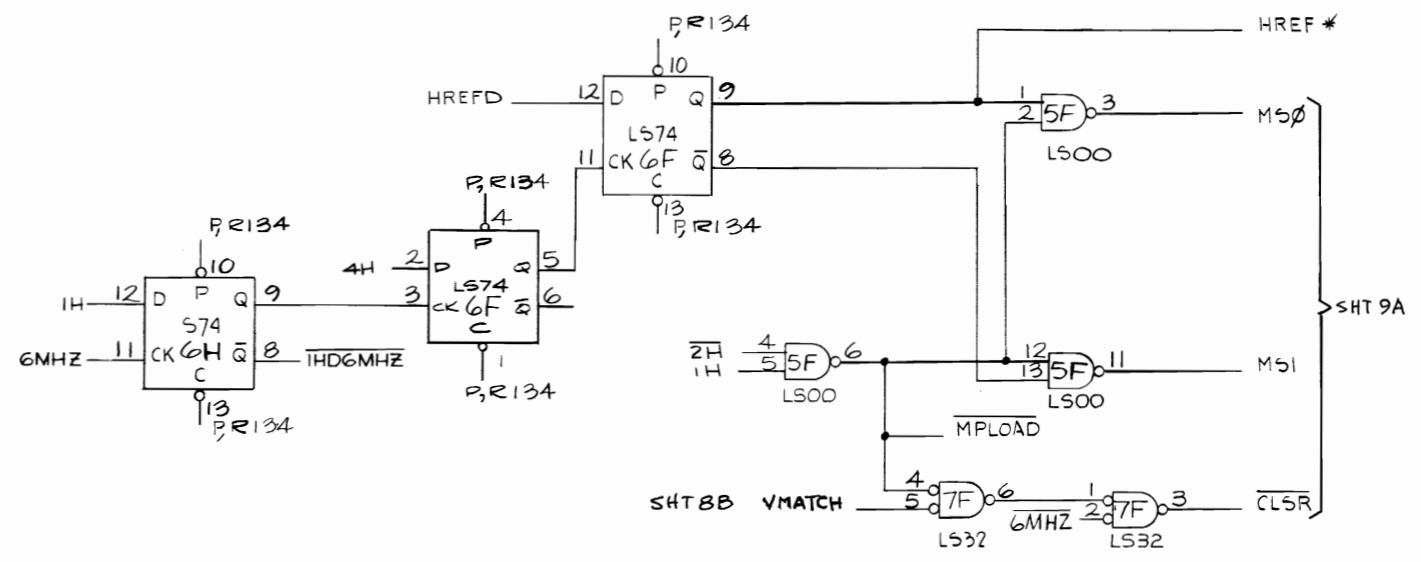 P,R134
10
HREF *
HREFD
12 D P Q 9
LS74
11 CK 6F Q̅ 8
C
13
P,R134
1
2 5F 3
MSØ
LS00
P,R134
4
P
4H 2 D Q 5
LS74
3 CK 6F Q̅ 6
C
1
P,R134
P,R134
10
1H 12 D P Q 9
S74
6MHZ 11 CK 6H Q̅ 8 1HD6MHZ
C
13
P,R134
SHT 9A
2H 4
1H 5 5F 6
LS00
12
13 5F 11
MS1
LS00
MPLOAD
4
SHT 8B VMATCH 5 7F 6
LS32
1
6MHZ 2 7F 3
CLSR
LS32